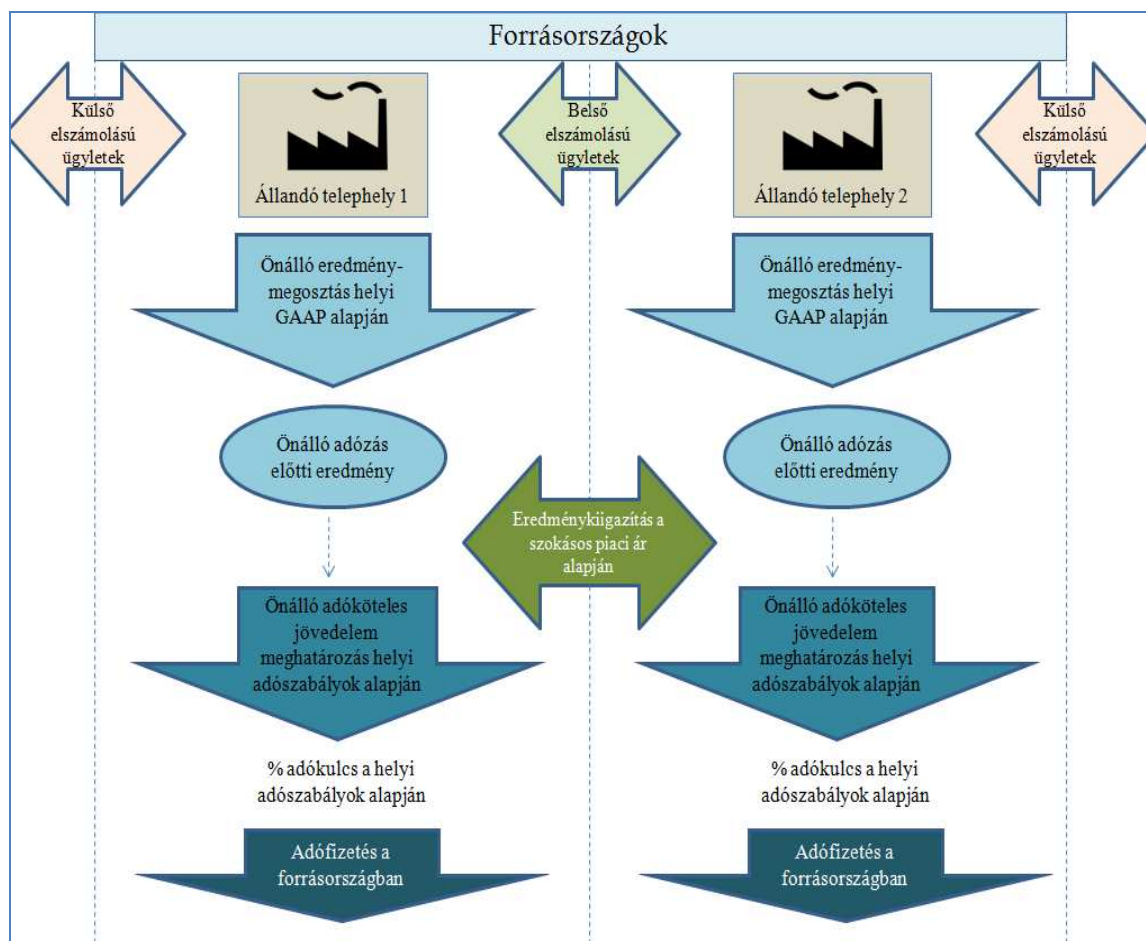 Forrásországok
Külső
elszámolású
ügyletek
Állandó telephely 1
Belső
elszámolású
ügyletek
Állandó telephely 2
Külső
elszámolású
ügyletek
Önálló eredmény-
megosztás helyi
GAAP alapján
Önálló eredmény-
megosztás helyi
GAAP alapján
Önálló adózás
előtti eredmény
Önálló adózás
előtti eredmény
Eredménykiigazítás a
szokásos piaci ár
alapján
Önálló adóköteles
jövedelem
meghatározás helyi
adószabályok alapján
Önálló adóköteles
jövedelem
meghatározás helyi
adószabályok alapján
% adókulcs a helyi
adószabályok alapján
% adókulcs a helyi
adószabályok alapján
Adófizetés a
forrásországban
Adófizetés a
forrásországban